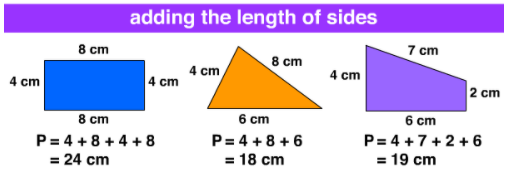 adding the length of sides
8 cm
4 cm
4 cm
8 cm
P = 4 + 8 + 4 + 8
= 24 cm
4 cm
8 cm
6 cm
P = 4 + 8 + 6
= 18 cm
7 cm
4 cm
2 cm
6 cm
P = 4 + 7 + 2 + 6
= 19 cm